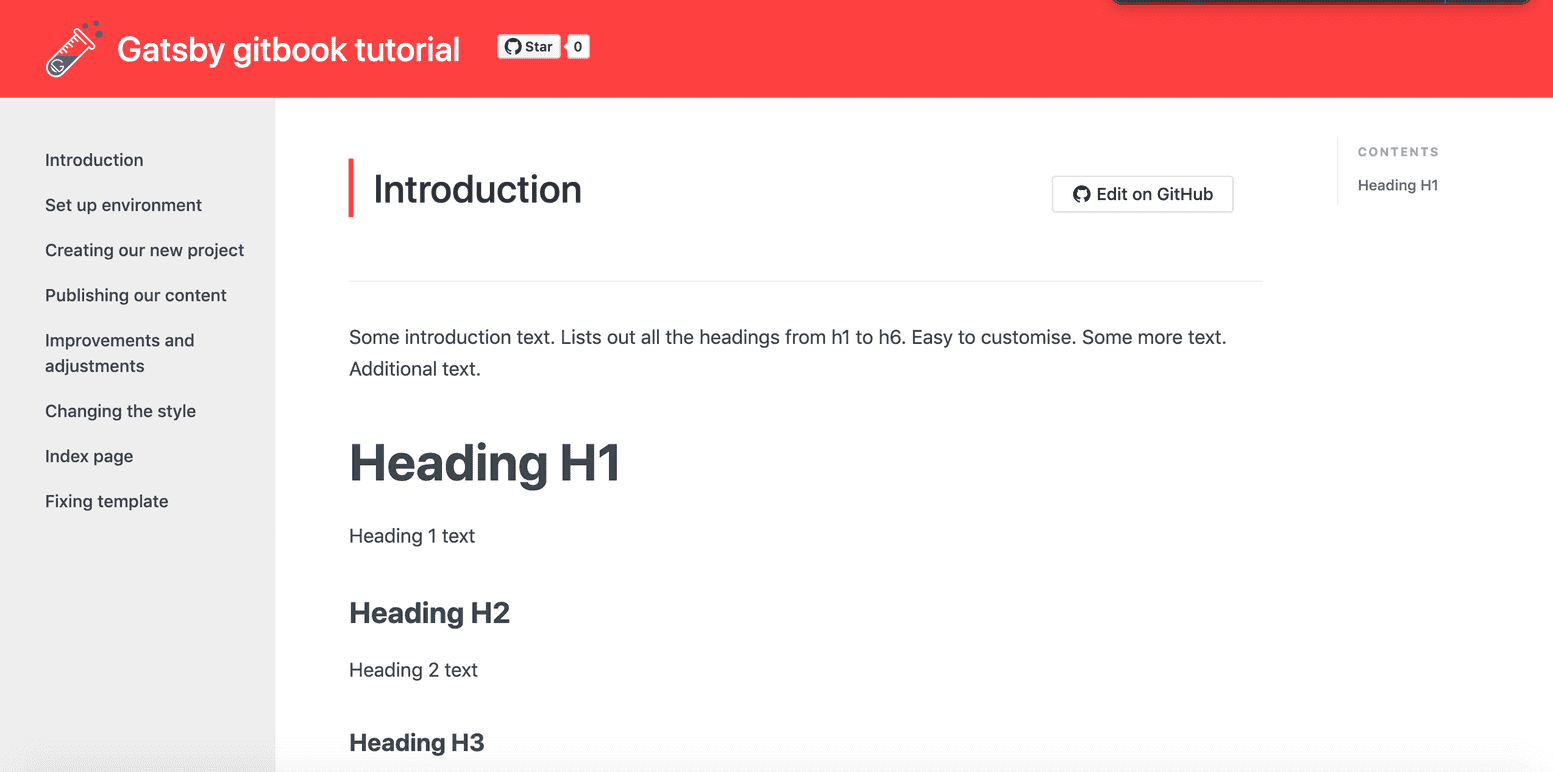 Gatsby gitbook tutorial
Star 0
Introduction
Set up environment
Creating our new project
Publishing our content
Improvements and
adjustments
Changing the style
Index page
Fixing template
Introduction
Edit on GitHub
Some introduction text. Lists out all the headings from h1 to h6. Easy to customise. Some more text.
Additional text.
Heading H1
Heading 1 text
Heading H2
Heading 2 text
Heading H3
CONTENTS
Heading H1